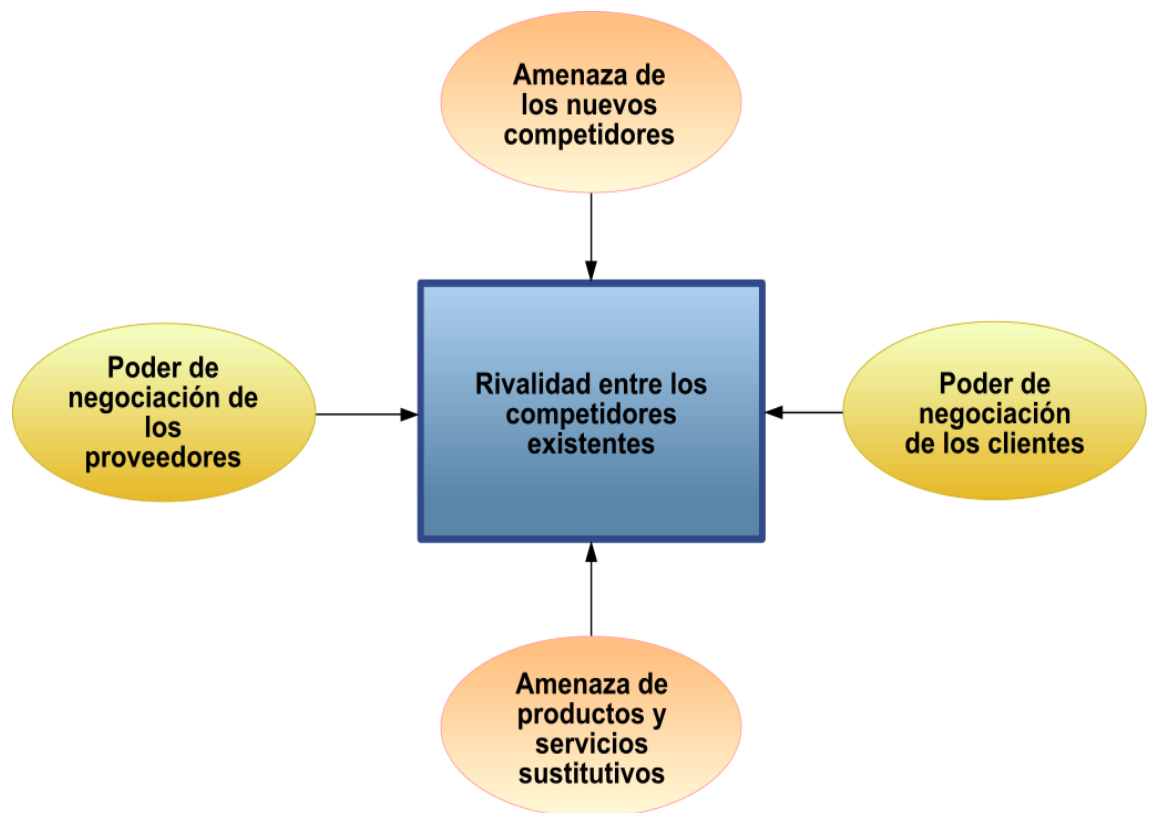 Amenaza de
los nuevos
competidores
Poder de
negociación de
los
proveedores
Rivalidad entre los
competidores
existentes
Poder de
negociación
de los clientes
Amenaza de
productos y
servicios
sustitutivos